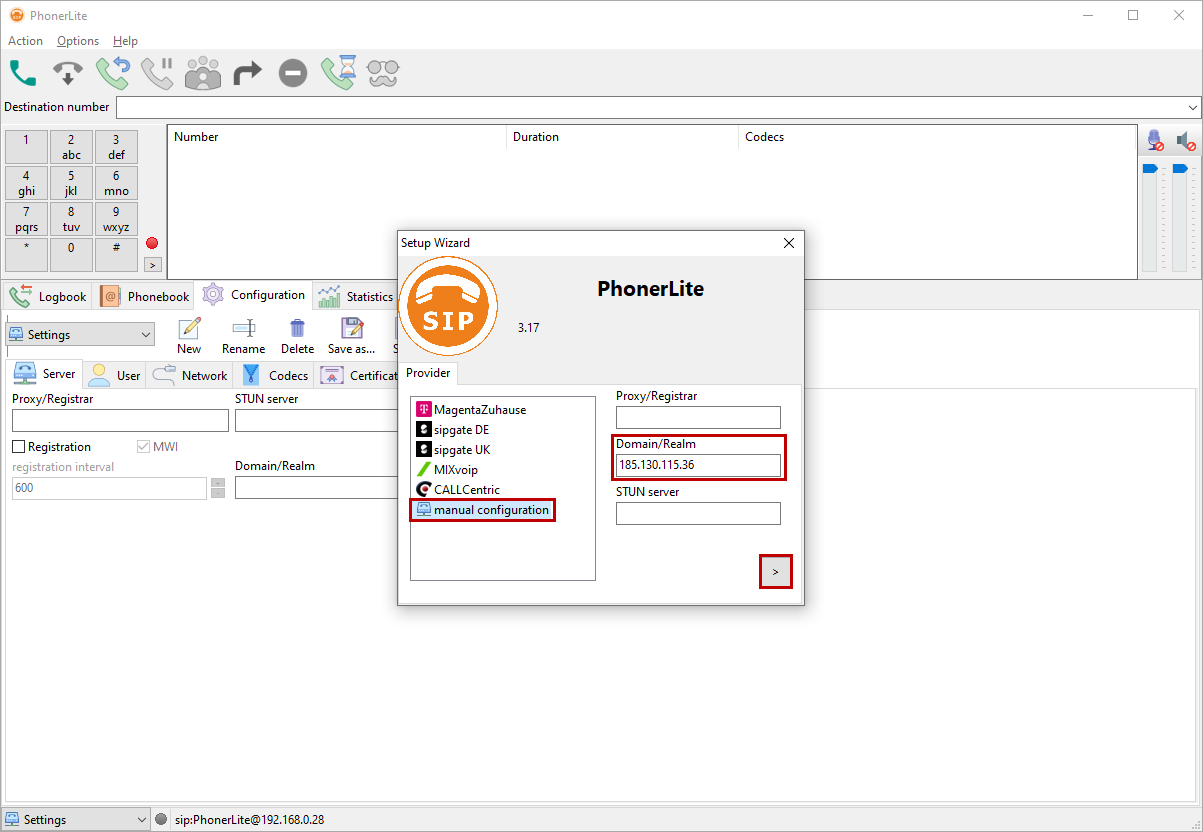 PhonerLite
Action Options Help
Destination number
Number Duration Codecs
1
2
abc
3
def
4
ghi
5
jkl
6
mno
7
pqrs
8
tuv
9
wxyz
*
0
#
>
Setup Wizard
SIP
PhonerLite
3.17
Provider
MagentaZuhause
sipgate DE
sipgate UK
MIXvoip
CALLCentric
manual configuration
Proxy/Registrar
Domain/Realm
185.130.115.36
STUN server
>
Logbook @ Phonebook Configuration Statistics
Settings
New Rename Delete Save as... S
Server User Network Codecs Certificat
Proxy/Registrar STUN server
Registration MWI
registration interval Domain/Realm
600
Settings sip:PhonerLite@192.168.0.28